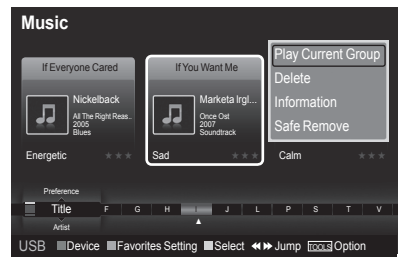 Music
If Everyone Cared
If You Want Me
Play Current Group
Delete
Information
Safe Remove
Nickelback
All The Right Reas..
2005
Blues
Marketa Irgl...
Once Ost
2007
Soundtrack
Energetic
Sad
Calm
Preference
Title F G H I J L P S T V
Artist
USB Device Favorites Setting Select Jump TOOLS Option